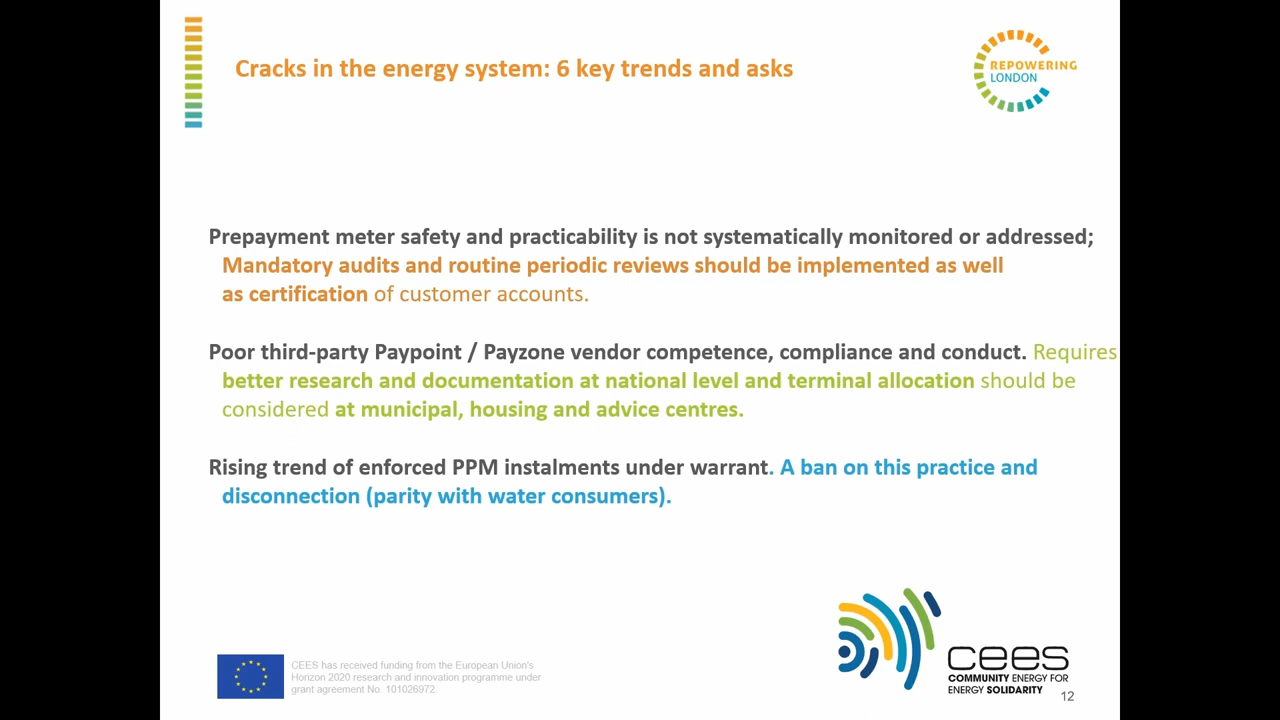 Cracks in the energy system: 6 key trends and asks
REPOWERING
LONDON
Prepayment meter safety and practicability is not systematically monitored or addressed;
Mandatory audits and routine periodic reviews should be implemented as well
as certification of customer accounts.
Poor third-party Paypoint / Payzone vendor competence, compliance and conduct. Requires
better research and documentation at national level and terminal allocation should be
considered at municipal, housing and advice centres.
Rising trend of enforced PPM instalments under warrant. A ban on this practice and
disconnection (parity with water consumers).
CEES has received funding from the European Union's
Horizon 2020 research and innovation programme under
grant agreement No. 101026972.
cees
COMMUNITY ENERGY FOR
ENERGY SOLIDARITY
12